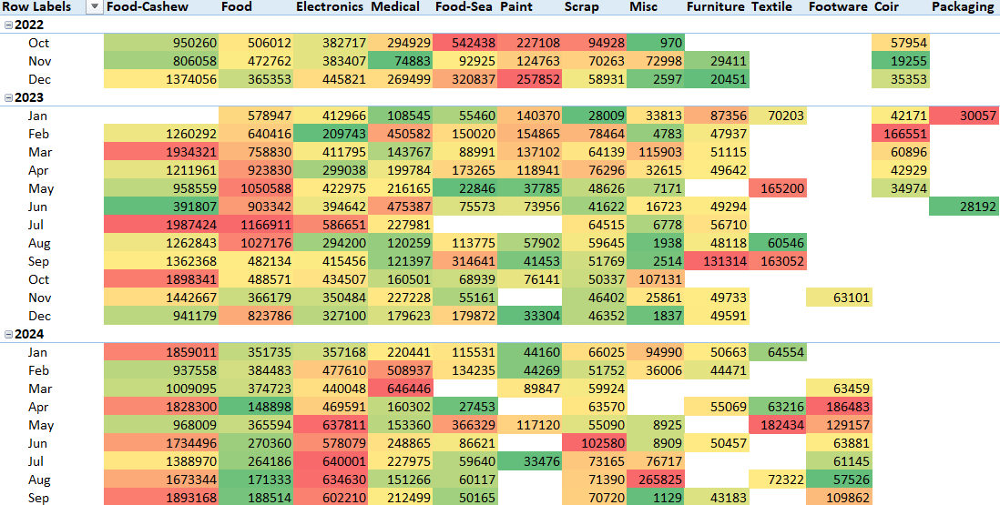 Row Labels Food-Cashew Food Electronics Medical Food-Sea Paint Scrap Misc Furniture Textile Footware Coir Packaging
2022
Oct 950260 506012 382717 294929 542438 227108 94928 970 57954
Nov 806058 472762 383407 74883 92925 124763 70263 72998 29411 19255
Dec 1374056 365353 445821 269499 320837 257852 58931 2597 20451 35353
2023
Jan 578947 412966 108545 55460 140370 28009 33813 87356 70203 42171 30057
Feb 1260292 640416 209743 450582 150020 154865 78464 4783 47937 166551
Mar 1934321 758830 411795 143767 88991 137102 64139 115903 51115 60896
Apr 1211961 923830 299038 199784 173265 118941 76296 32615 49642 42929
May 958559 1050588 422975 216165 22846 37785 48626 7171 165200 34974
Jun 391807 903342 394642 475387 75573 73956 41622 16723 49294 28192
Jul 1987424 1166911 586651 227981 64515 6778 56710
Aug 1262843 1027176 294200 120259 113775 57902 59645 1938 48118 60546
Sep 1362368 482134 415456 121397 314641 41453 51769 2514 131314 163052
Oct 1898341 488571 434507 160501 68939 76141 50337 107131
Nov 1442667 366179 350484 227228 55161 46402 25861 49733 63101
Dec 941179 823786 327100 179623 179872 33304 46352 1837 49591
2024
Jan 1859011 351735 357168 220441 115531 44160 66025 94990 50663 64554
Feb 937558 384483 477610 508937 134235 44269 51752 36006 44471
Mar 1009095 374723 440048 646446 89847 59924 63459
Apr 1828300 148898 469591 160302 27453 63570 55069 63216 186483
May 968009 365594 637811 153360 366329 117120 55090 8925 182434 129157
Jun 1734496 270360 578079 248865 86621 102580 8909 50457 63881
Jul 1388970 264186 640001 227975 59640 33476 73165 76717 61145
Aug 1673344 171333 634630 151266 60117 71390 265825 72322 57526
Sep 1893168 188514 602210 212499 50165 70720 1129 43183 109862